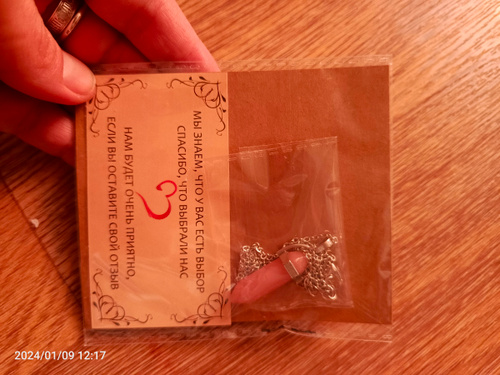 МЫ ЗНАЕМ, ЧТО У ВАС ЕСТЬ ВЫБОР
СПАСИБО, ЧТО ВЫБРАЛИ НАС
НАМ БУДЕТ ОЧЕНЬ ПРИЯТНО,
ЕСЛИ ВЫ ОСТАВИТЕ СВОЙ ОТЗЫВ
2024/01/09 12:17